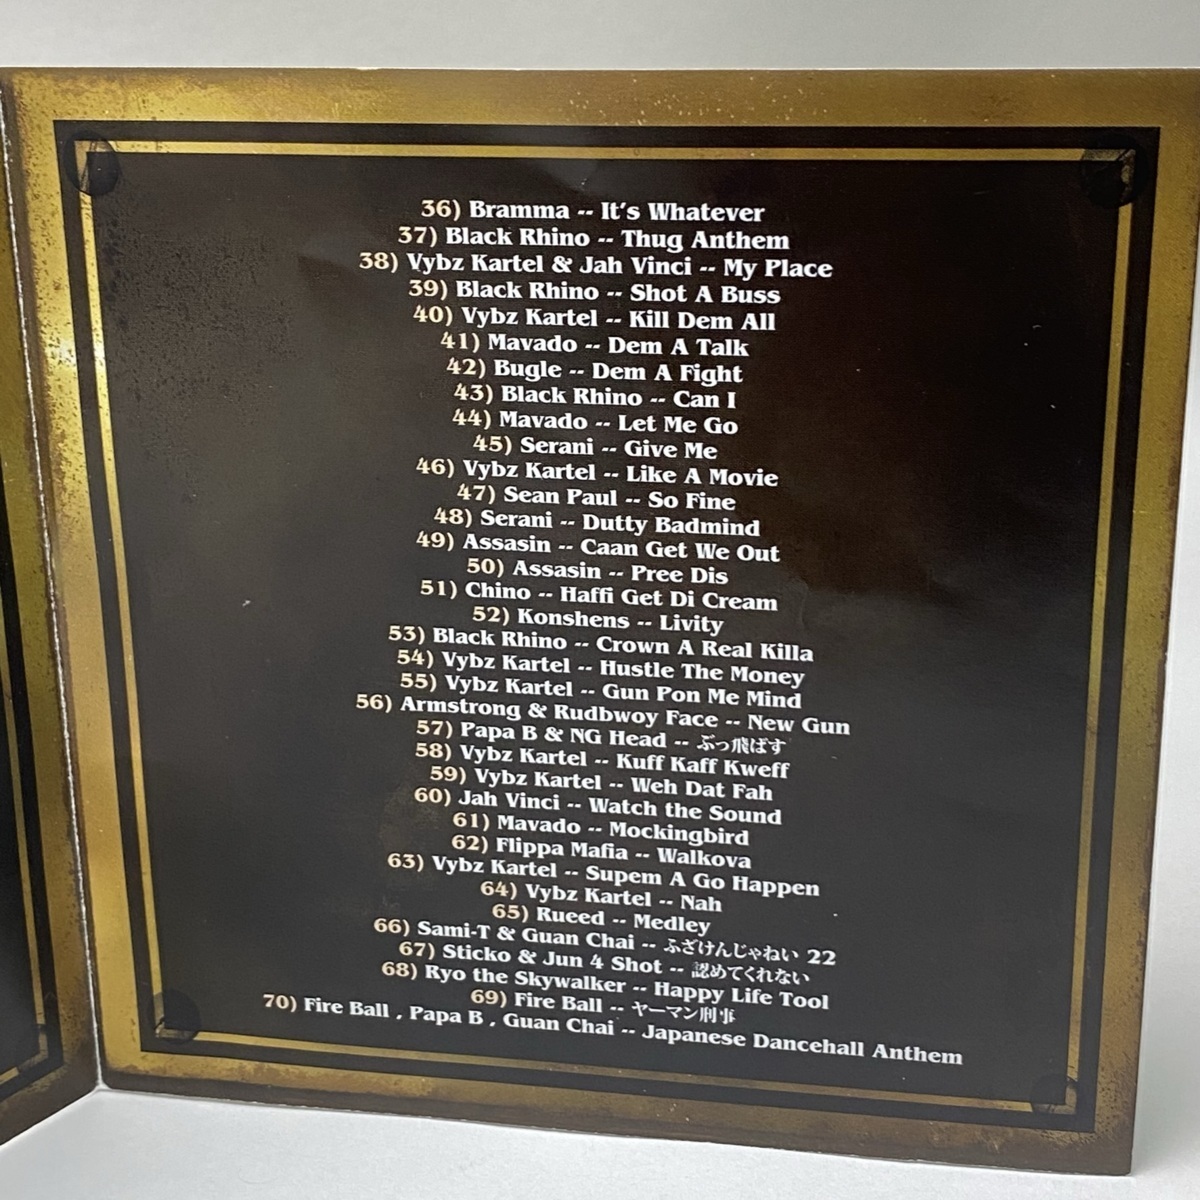 36) Bramma -- It's Whatever
37) Black Rhino -- Thug Anthem
38) Vybz Kartel & Jah Vinci -- My Place
39) Black Rhino -- Shot A Buss
40) Vybz Kartel -- Kill Dem All
41) Mavado -- Dem A Talk
42) Bugle -- Dem A Fight
43) Black Rhino -- Can I
44) Mavado -- Let Me Go
45) Serani -- Give Me
46) Vybz Kartel -- Like A Movie
47) Sean Paul -- So Fine
48) Serani -- Dutty Badmind
49) Assasin -- Caan Get We Out
50) Assasin -- Pree Dis
51) Chino -- Haffi Get Di Cream
52) Konshens -- Livity
53) Black Rhino -- Crown A Real Killa
54) Vybz Kartel -- Hustle The Money
55) Vybz Kartel -- Gun Pon Me Mind
56) Armstrong & Rudbwoy Face -- New Gun
57) Papa B & NG Head -- ぶっ飛ばす
58) Vybz Kartel -- Kuff Kaff Kweff
59) Vybz Kartel -- Weh Dat Fah
60) Jah Vinci -- Watch the Sound
61) Mavado -- Mockingbird
62) Flippa Mafia -- Walkova
63) Vybz Kartel -- Supem A Go Happen
64) Vybz Kartel -- Nah
65) Rueed -- Medley
66) Sami-T & Guan Chai -- ふざけんじゃねい 22
67) Sticko & Jun 4 Shot -- 認めてくれない
68) Ryo the Skywalker -- Happy Life Tool
69) Fire Ball -- ヤーマン刑事
70) Fire Ball , Papa B , Guan Chai -- Japanese Dancehall Anthem